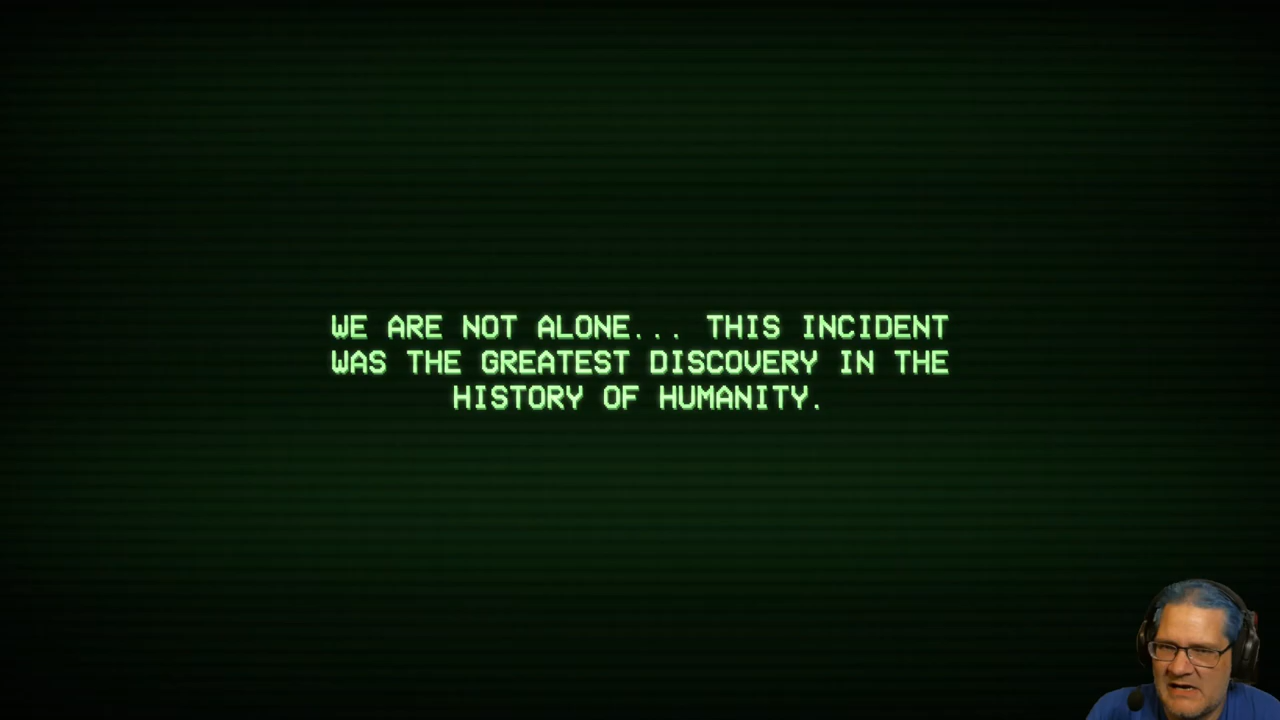 WE ARE NOT ALONE... THIS INCIDENT
WAS THE GREATEST DISCOVERY IN THE
HISTORY OF HUMANITY.